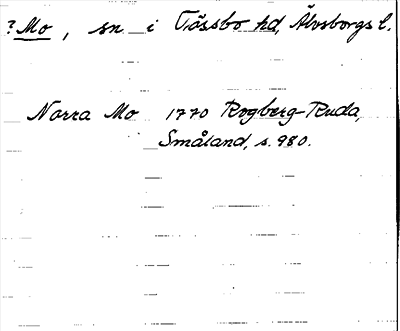 ?Mo, sn i Tössbo hd, Älvsborgs l.
Norra Mo 1770 Rogberg-Ruda,
Småland, s. 980.